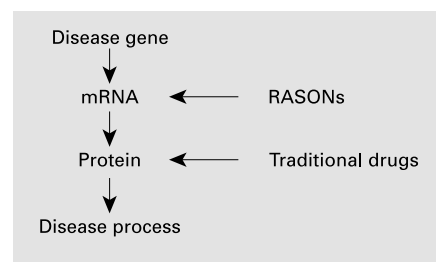 Disease gene
mRNA RASONs
Protein Traditional drugs
Disease process